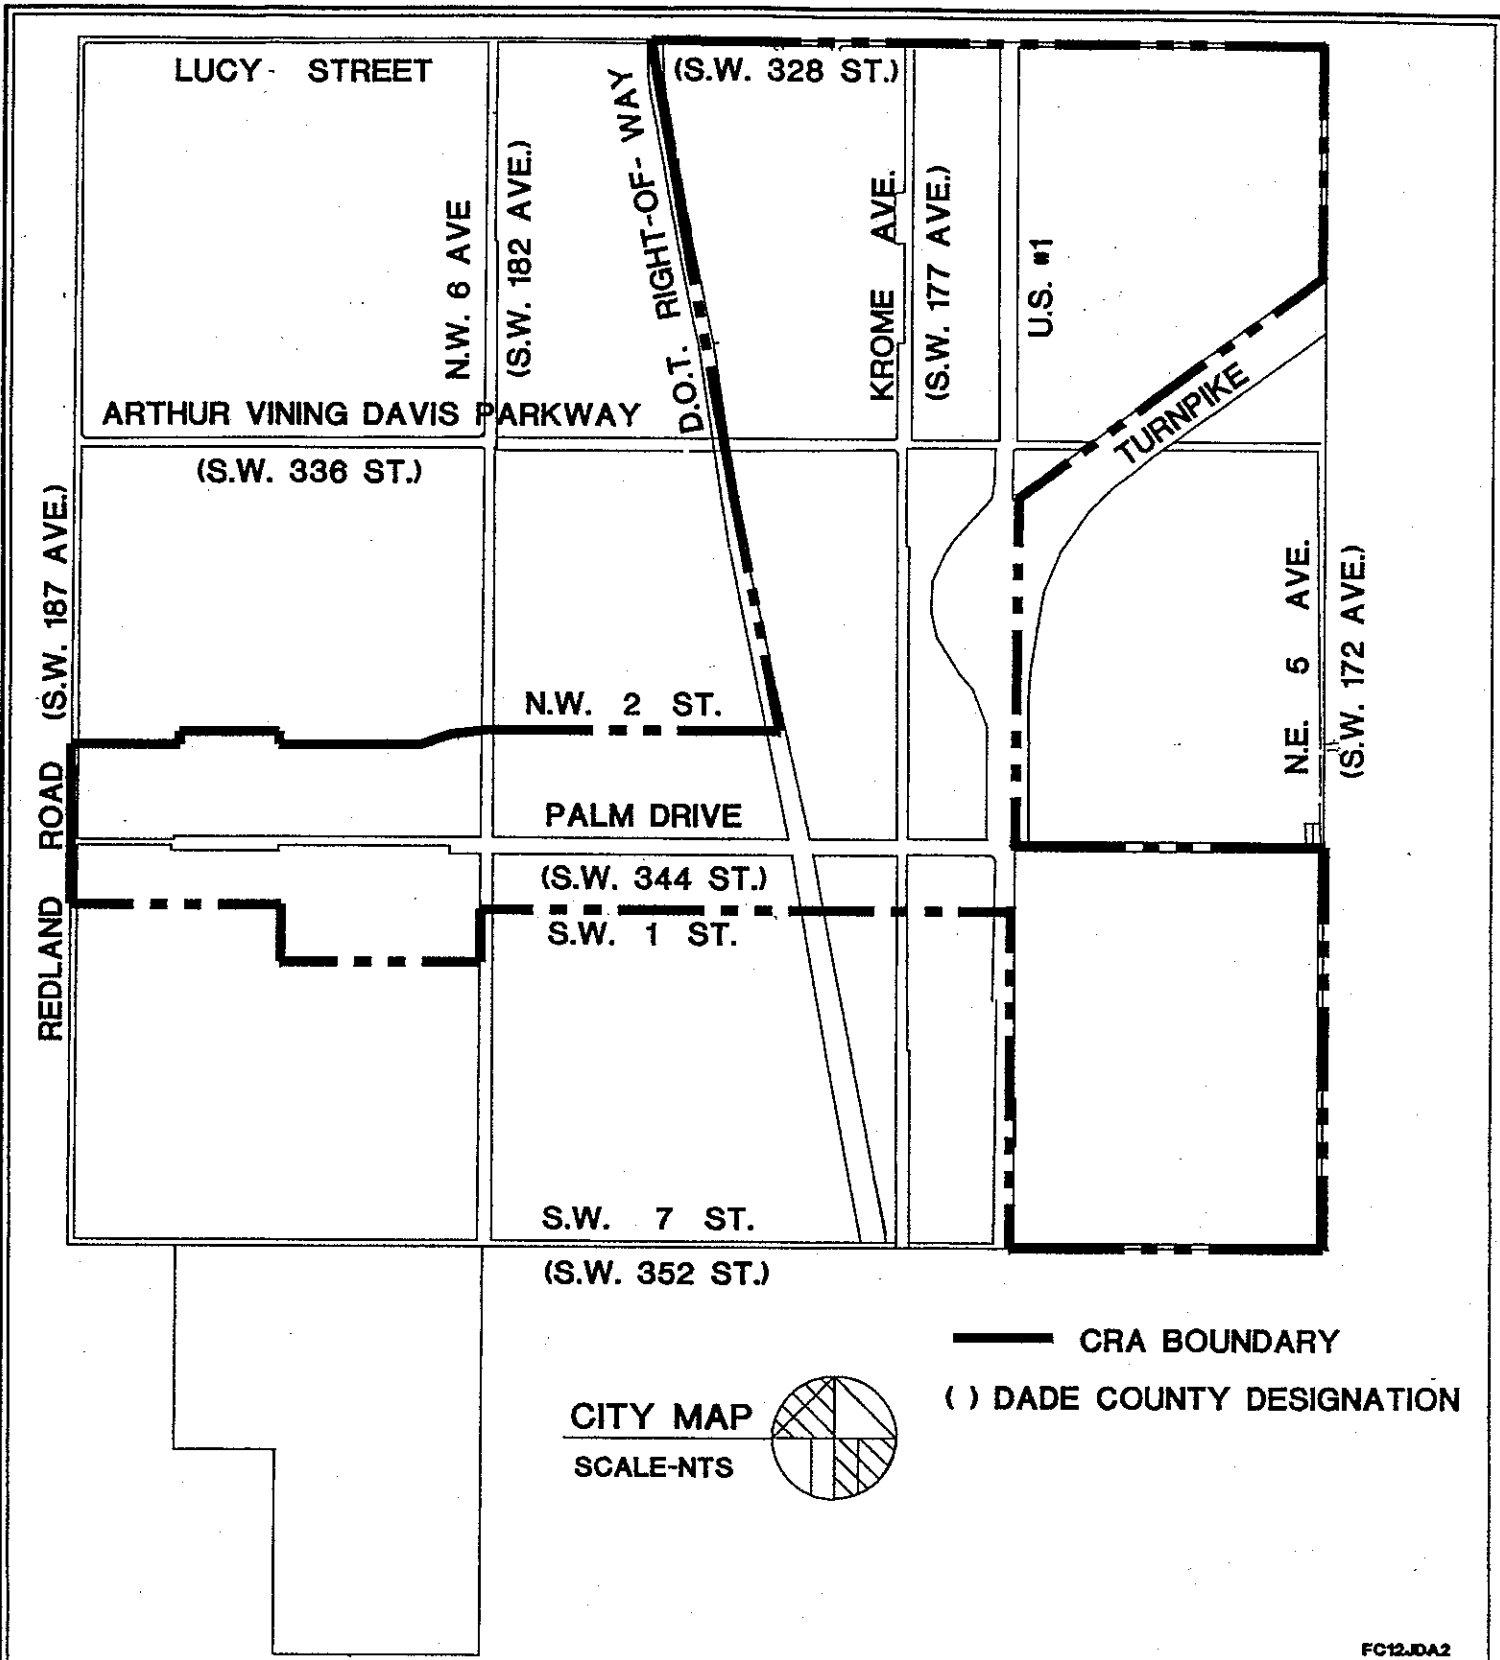 LUCY STREET
(S.W. 328 ST.)
N.W. 6 AVE
(S.W. 182 AVE.)
D.O.T. RIGHT-OF-WAY
KROME AVE.
(S.W. 177 AVE.)
U.S. #1
TURNPIKE
ARTHUR VINING DAVIS PARKWAY
(S.W. 336 ST.)
REDLAND ROAD (S.W. 187 AVE.)
N.E. 5 AVE.
(S.W. 172 AVE.)
N.W. 2 ST.
PALM DRIVE
(S.W. 344 ST.)
S.W. 1 ST.
S.W. 7 ST.
(S.W. 352 ST.)
CRA BOUNDARY
( ) DADE COUNTY DESIGNATION
CITY MAP
SCALE-NTS
FC12JDA2